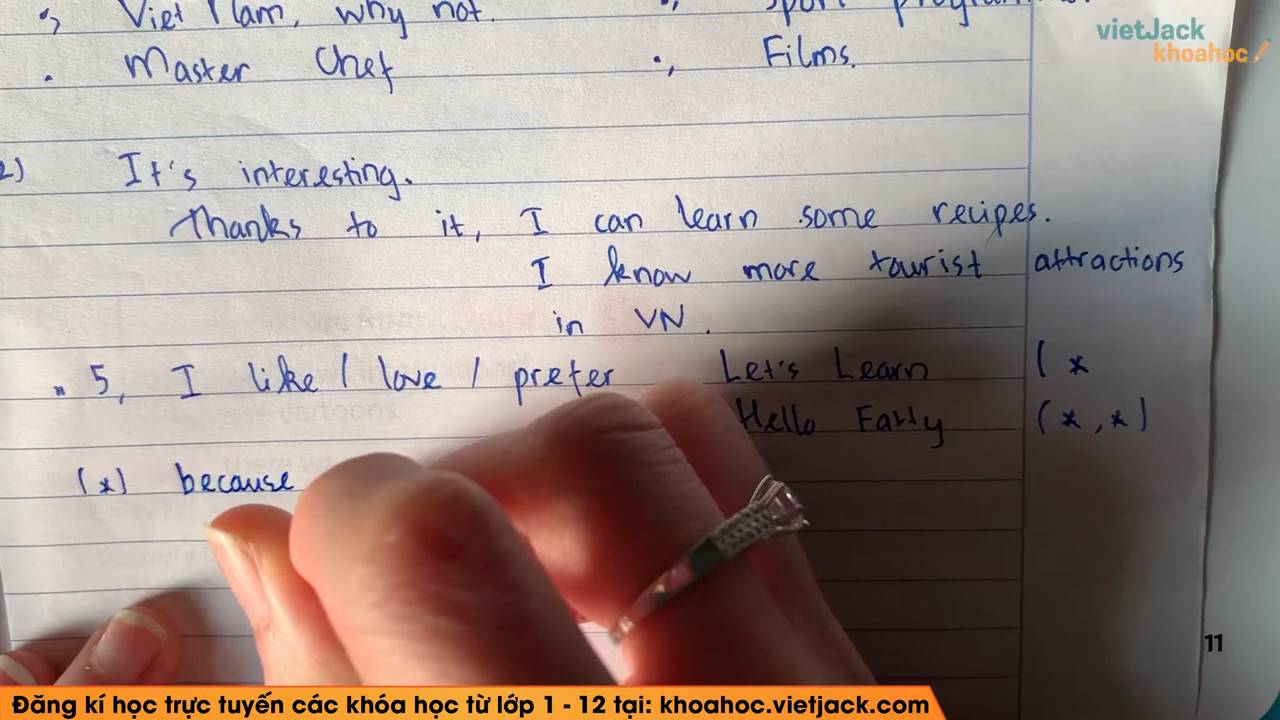 Viet Nam, why not.
Master Chef
Films.
vietJack
khoahoc
2) It's interesting.
Thanks to it, I can learn some recipes.
I know more tourist attractions
in VN.
5, I like / love / prefer Let's Learn ( *
Hello Fatty ( * , * )
(*) because
11
Đăng kí học trực tuyến các khóa học từ lớp 1 - 12 tại: khoahoc.vietjack.com